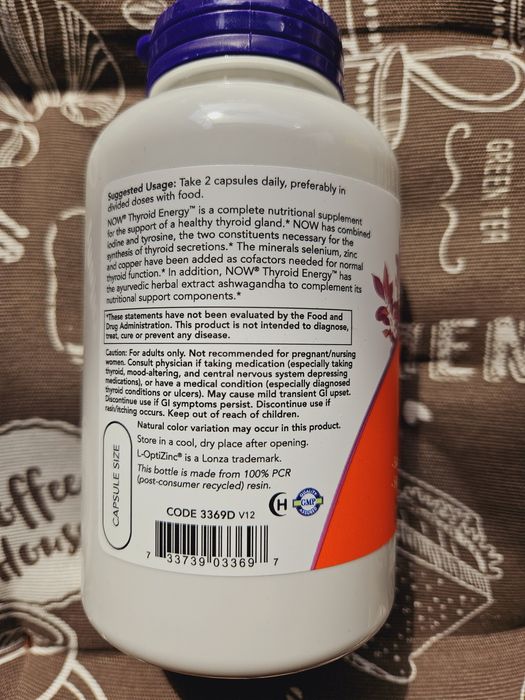 Suggested Usage: Take 2 capsules daily, preferably in
divided doses with food.
NOW® Thyroid Energy™ is a complete nutritional supplement
for the support of a healthy thyroid gland.* NOW has combined
iodine and tyrosine, the two constituents necessary for the
synthesis of thyroid secretions.* The minerals selenium, zinc
and copper have been added as cofactors needed for normal
thyroid function.* In addition, NOW® Thyroid Energy™ has
the ayurvedic herbal extract ashwagandha to complement its
nutritional support components.*
*These statements have not been evaluated by the Food and
Drug Administration. This product is not intended to diagnose,
treat, cure or prevent any disease.
Caution: For adults only. Not recommended for pregnant/nursing
women. Consult physician if taking medication (especially taking
thyroid, mood-altering, and central nervous system depressing
medications), or have a medical condition (especially diagnosed
thyroid conditions or ulcers). May cause mild transient GI upset.
Discontinue use if GI symptoms persist. Discontinue use if
rash/itching occurs. Keep out of reach of children.
Natural color variation may occur in this product.
Store in a cool, dry place after opening.
L-OptiZinc® is a Lonza trademark.
This bottle is made from 100% PCR
(post-consumer recycled) resin.
CAPSULE SIZE
CODE 3369D V12
H
GMP
7 33739 03369 7
GREEN TEE
EN
offee
House